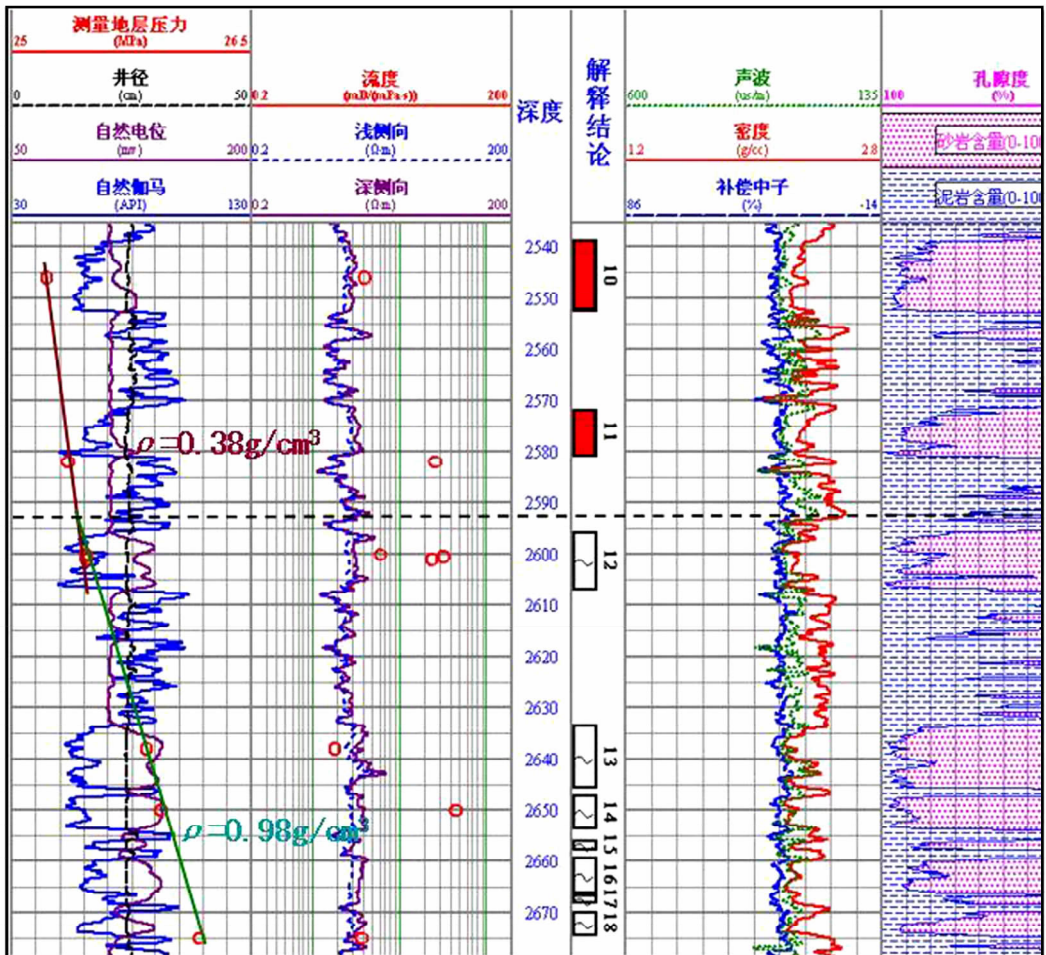 测量地层压力
25 (MPa) 26.5
井径
0 (cm) 50
自然电位
50 (mv) 200
自然伽马
30 (API) 130
流度
0.2 (mD/(mPa·s)) 200
浅侧向
0.2 (Ω·m) 200
深侧向
0.2 (Ω·m) 200
深度
解释结论
声波
600 (us/m) 135
密度
1.2 (g/cc) 2.8
补偿中子
86 (%) -14
孔隙度
100 (%)
砂岩含量(0-100
泥岩含量(0-100
2540
10
2550
2560
2570
11
ρ=0.38g/cm³
2580
2590
2600
12
2610
2620
2630
2640
13
2650
14
ρ=0.98g/cm³
15
2660
16
17
2670
18